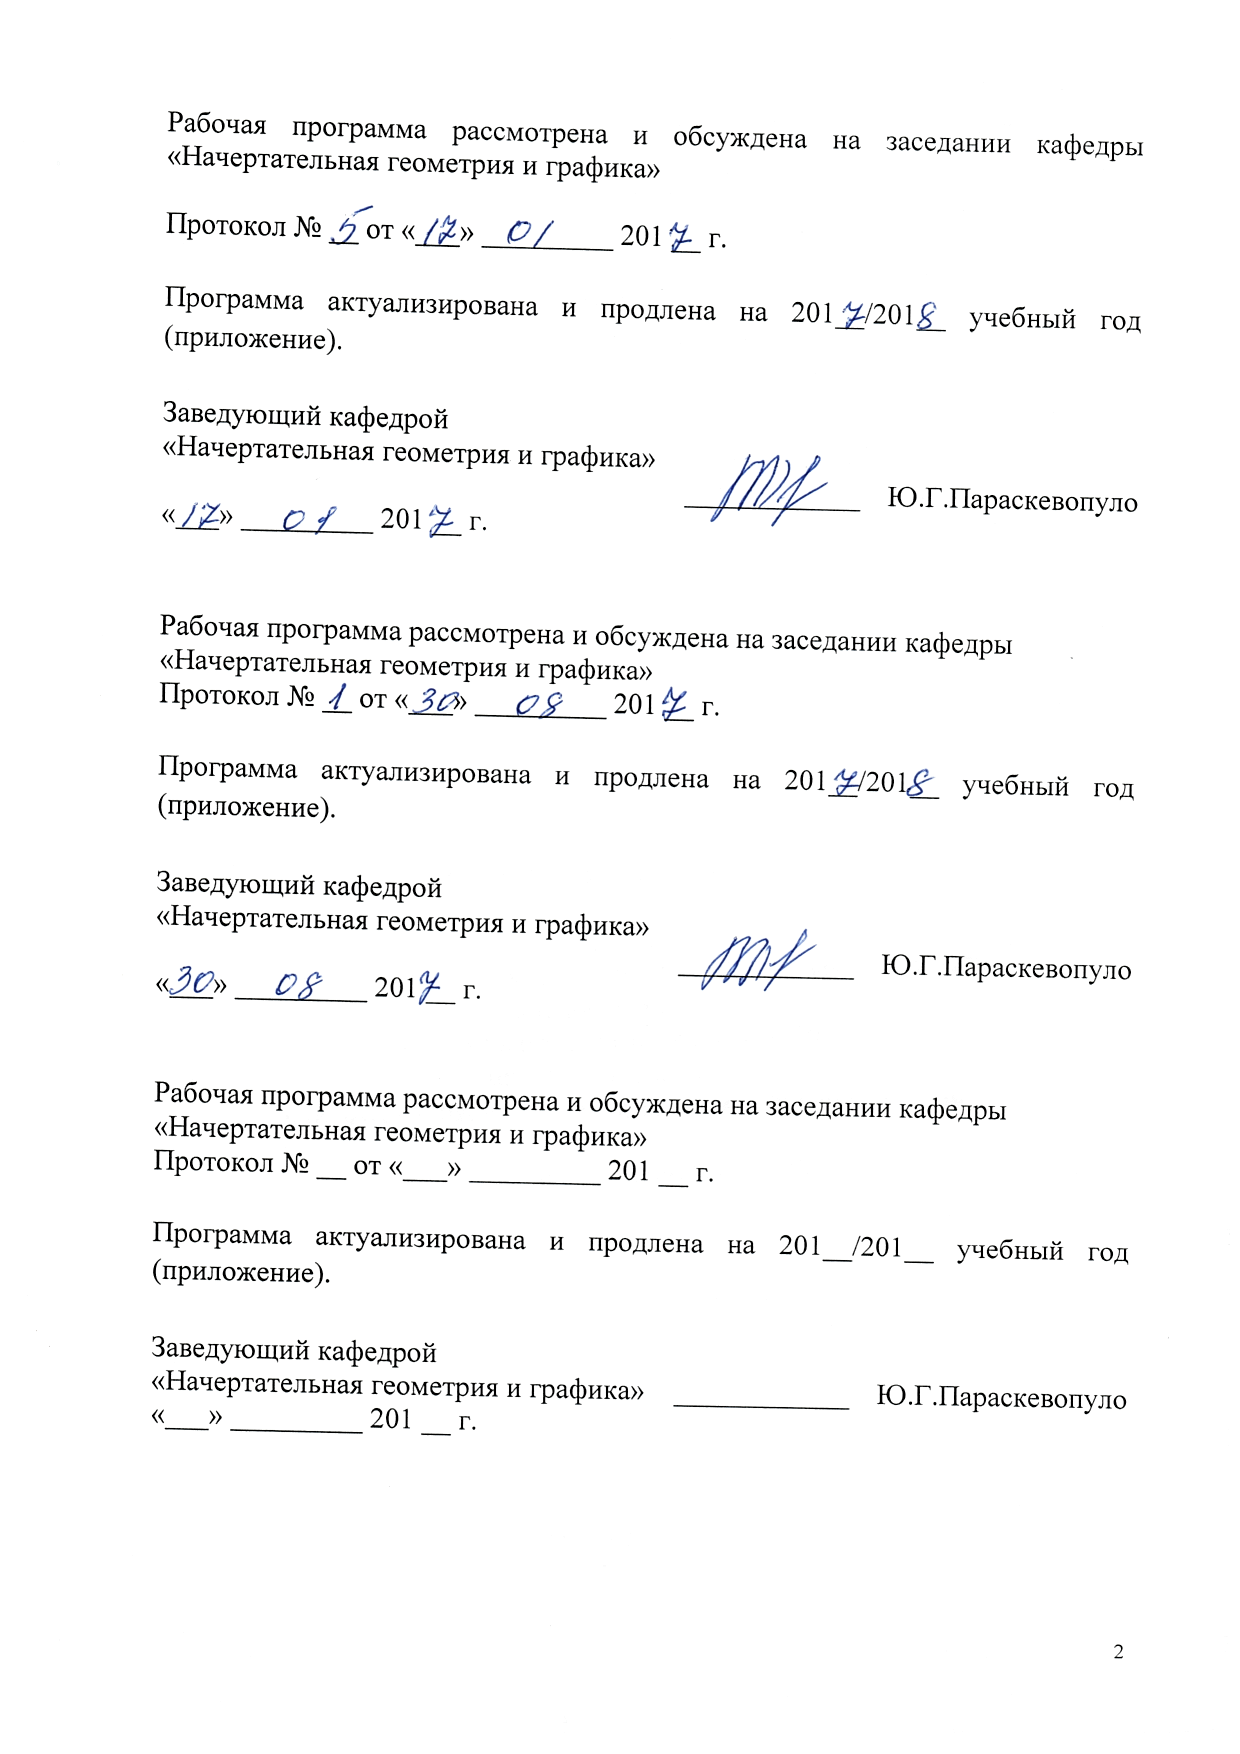 Рабочая программа рассмотрена и обсуждена на заседании кафедры
«Начертательная геометрия и графика»
Протокол № 5 от «17» 01 2017 г.
Программа актуализирована и продлена на 2017/2018 учебный год
(приложение).
Заведующий кафедрой
«Начертательная геометрия и графика»
Ю.Г.Параскевопуло
«17» 01 2017 г.
Рабочая программа рассмотрена и обсуждена на заседании кафедры
«Начертательная геометрия и графика»
Протокол № 1 от «30» 08 2017 г.
Программа актуализирована и продлена на 2017/2018 учебный год
(приложение).
Заведующий кафедрой
«Начертательная геометрия и графика»
Ю.Г.Параскевопуло
«30» 08 2017 г.
Рабочая программа рассмотрена и обсуждена на заседании кафедры
«Начертательная геометрия и графика»
Протокол № __ от «___» _________ 201 __ г.
Программа актуализирована и продлена на 201__/201__ учебный год
(приложение).
Заведующий кафедрой
«Начертательная геометрия и графика» ____________ Ю.Г.Параскевопуло
«___» _________ 201 __ г.
2